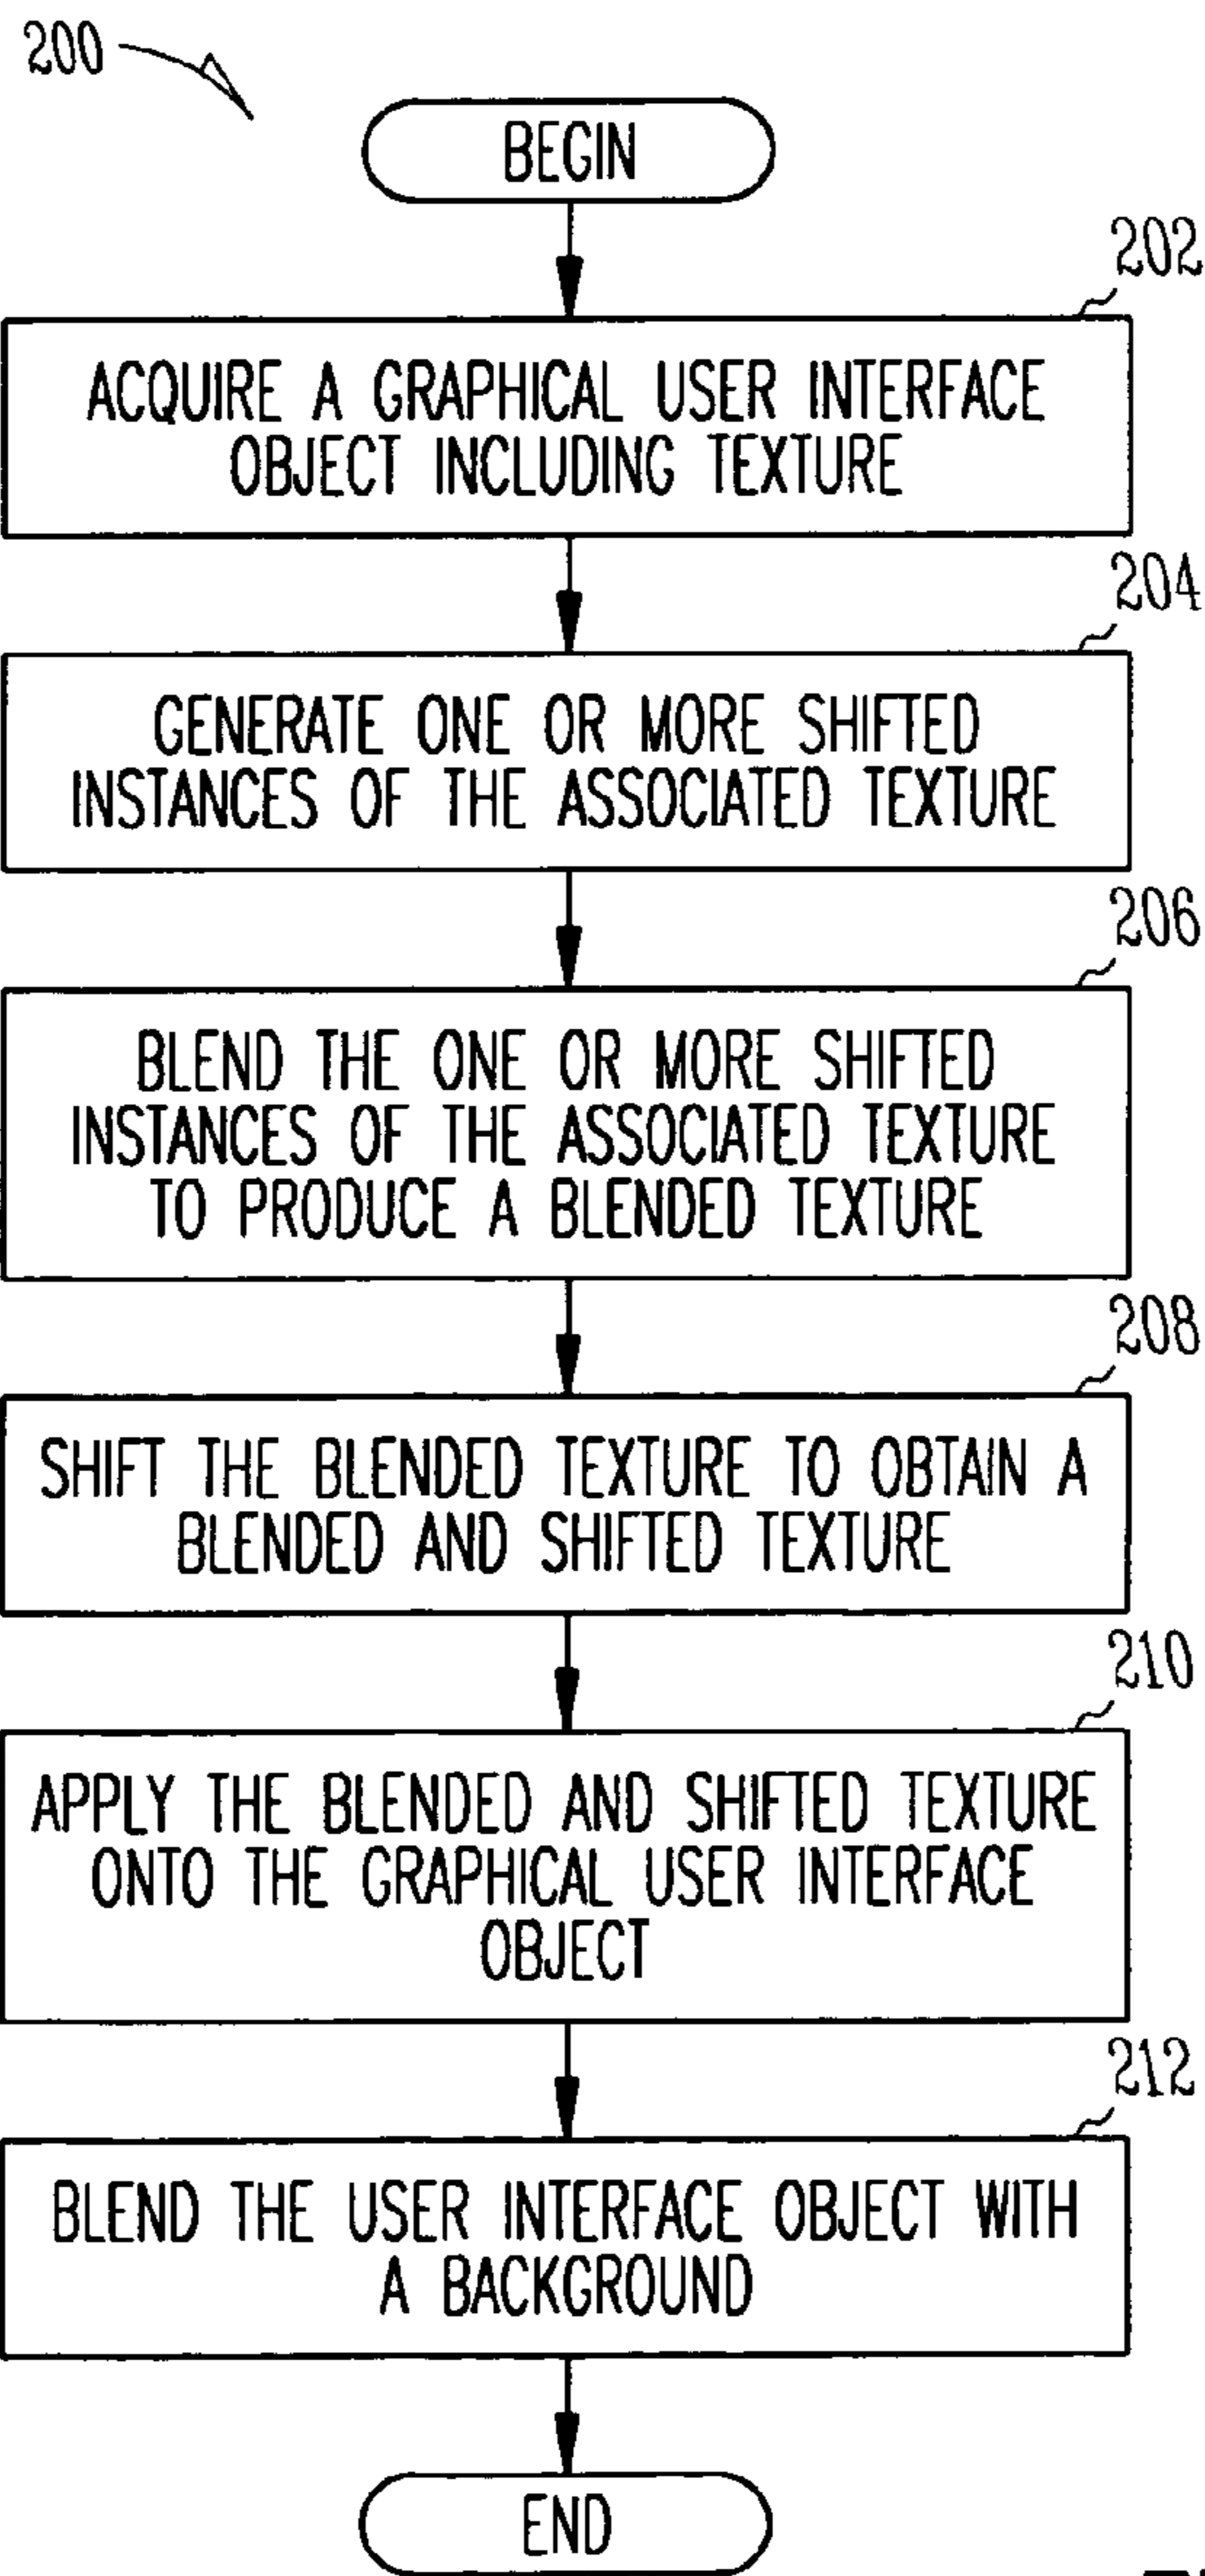 200
BEGIN
202
ACQUIRE A GRAPHICAL USER INTERFACE
OBJECT INCLUDING TEXTURE
204
GENERATE ONE OR MORE SHIFTED
INSTANCES OF THE ASSOCIATED TEXTURE
206
BLEND THE ONE OR MORE SHIFTED
INSTANCES OF THE ASSOCIATED TEXTURE
TO PRODUCE A BLENDED TEXTURE
208
SHIFT THE BLENDED TEXTURE TO OBTAIN A
BLENDED AND SHIFTED TEXTURE
210
APPLY THE BLENDED AND SHIFTED TEXTURE
ONTO THE GRAPHICAL USER INTERFACE
OBJECT
212
BLEND THE USER INTERFACE OBJECT WITH
A BACKGROUND
END